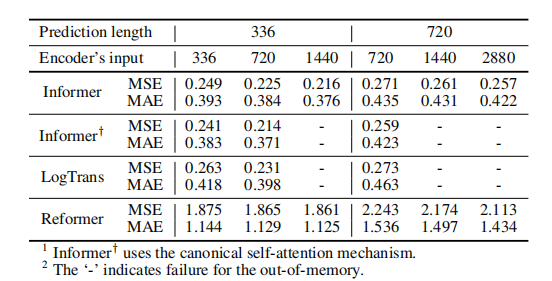 Prediction length 336 720
Encoder's input 336 720 1440 720 1440 2880
Informer MSE 0.249 0.225 0.216 0.271 0.261 0.257
MAE 0.393 0.384 0.376 0.435 0.431 0.422
Informer† MSE 0.241 0.214 - 0.259 - -
MAE 0.383 0.371 0.423
LogTrans MSE 0.263 0.231 - 0.273 - -
MAE 0.418 0.398 0.463
Reformer MSE 1.875 1.865 1.861 2.243 2.174 2.113
MAE 1.144 1.129 1.125 1.536 1.497 1.434
1 Informer† uses the canonical self-attention mechanism.
2 The ‘-’ indicates failure for the out-of-memory.